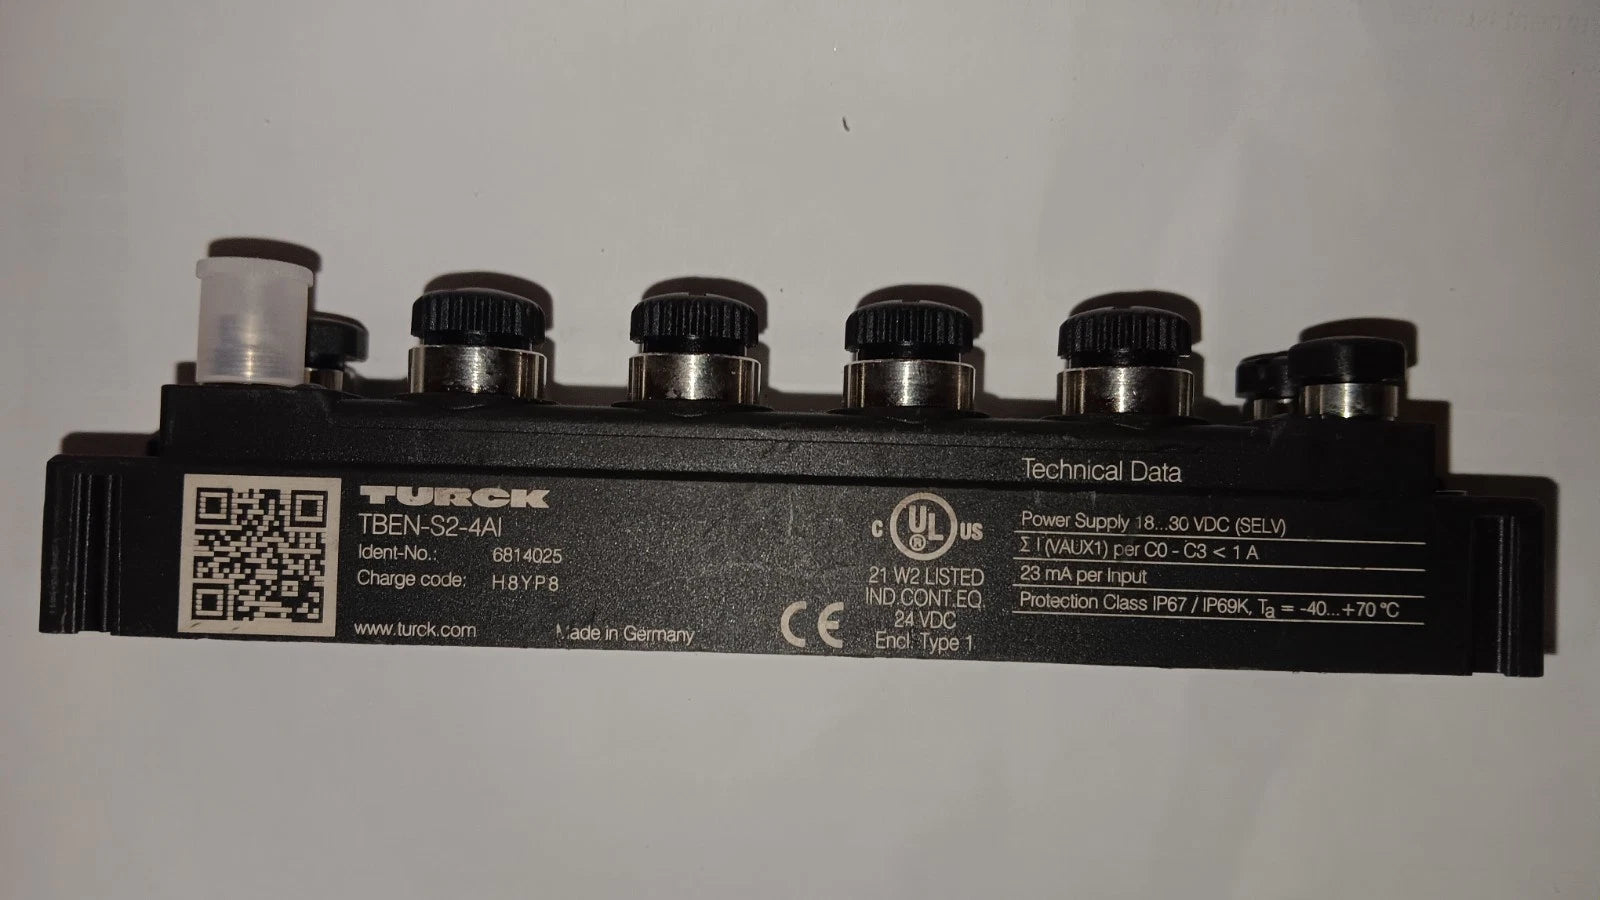 TURCK
TBEN-S2-4AI
Ident-No.: 6814025
Charge code: H8YP8
www.turck.com Made in Germany
CE
C UL US
®
21 W2 LISTED
IND.CONT.EQ.
24 VDC
Encl. Type 1
Technical Data
Power Supply 18...30 VDC (SELV)
Σ I (VAUX1) per C0 - C3 < 1 A
23 mA per Input
Protection Class IP67 / IP69K, Ta = -40...+70 °C